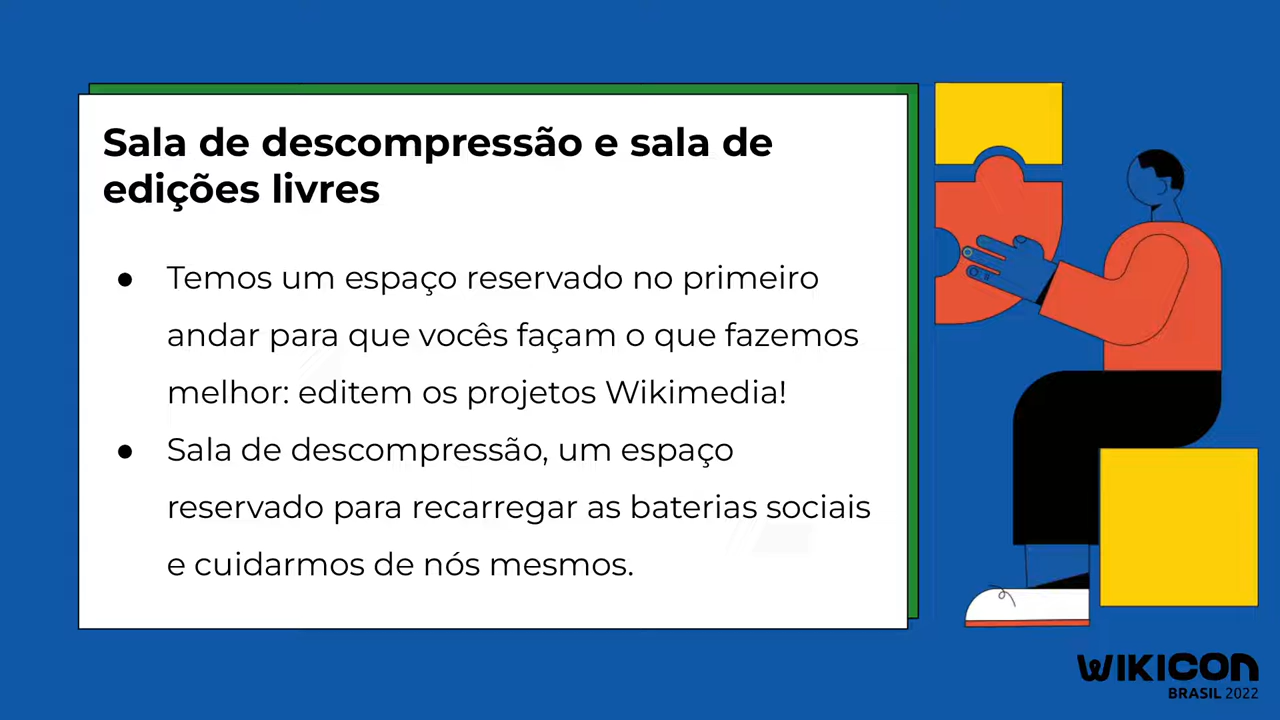 Sala de descompressão e sala de
edições livres
● Temos um espaço reservado no primeiro
andar para que vocês façam o que fazemos
melhor: editem os projetos Wikimedia!
● Sala de descompressão, um espaço
reservado para recarregar as baterias sociais
e cuidarmos de nós mesmos.
WIKICON
BRASIL 2022